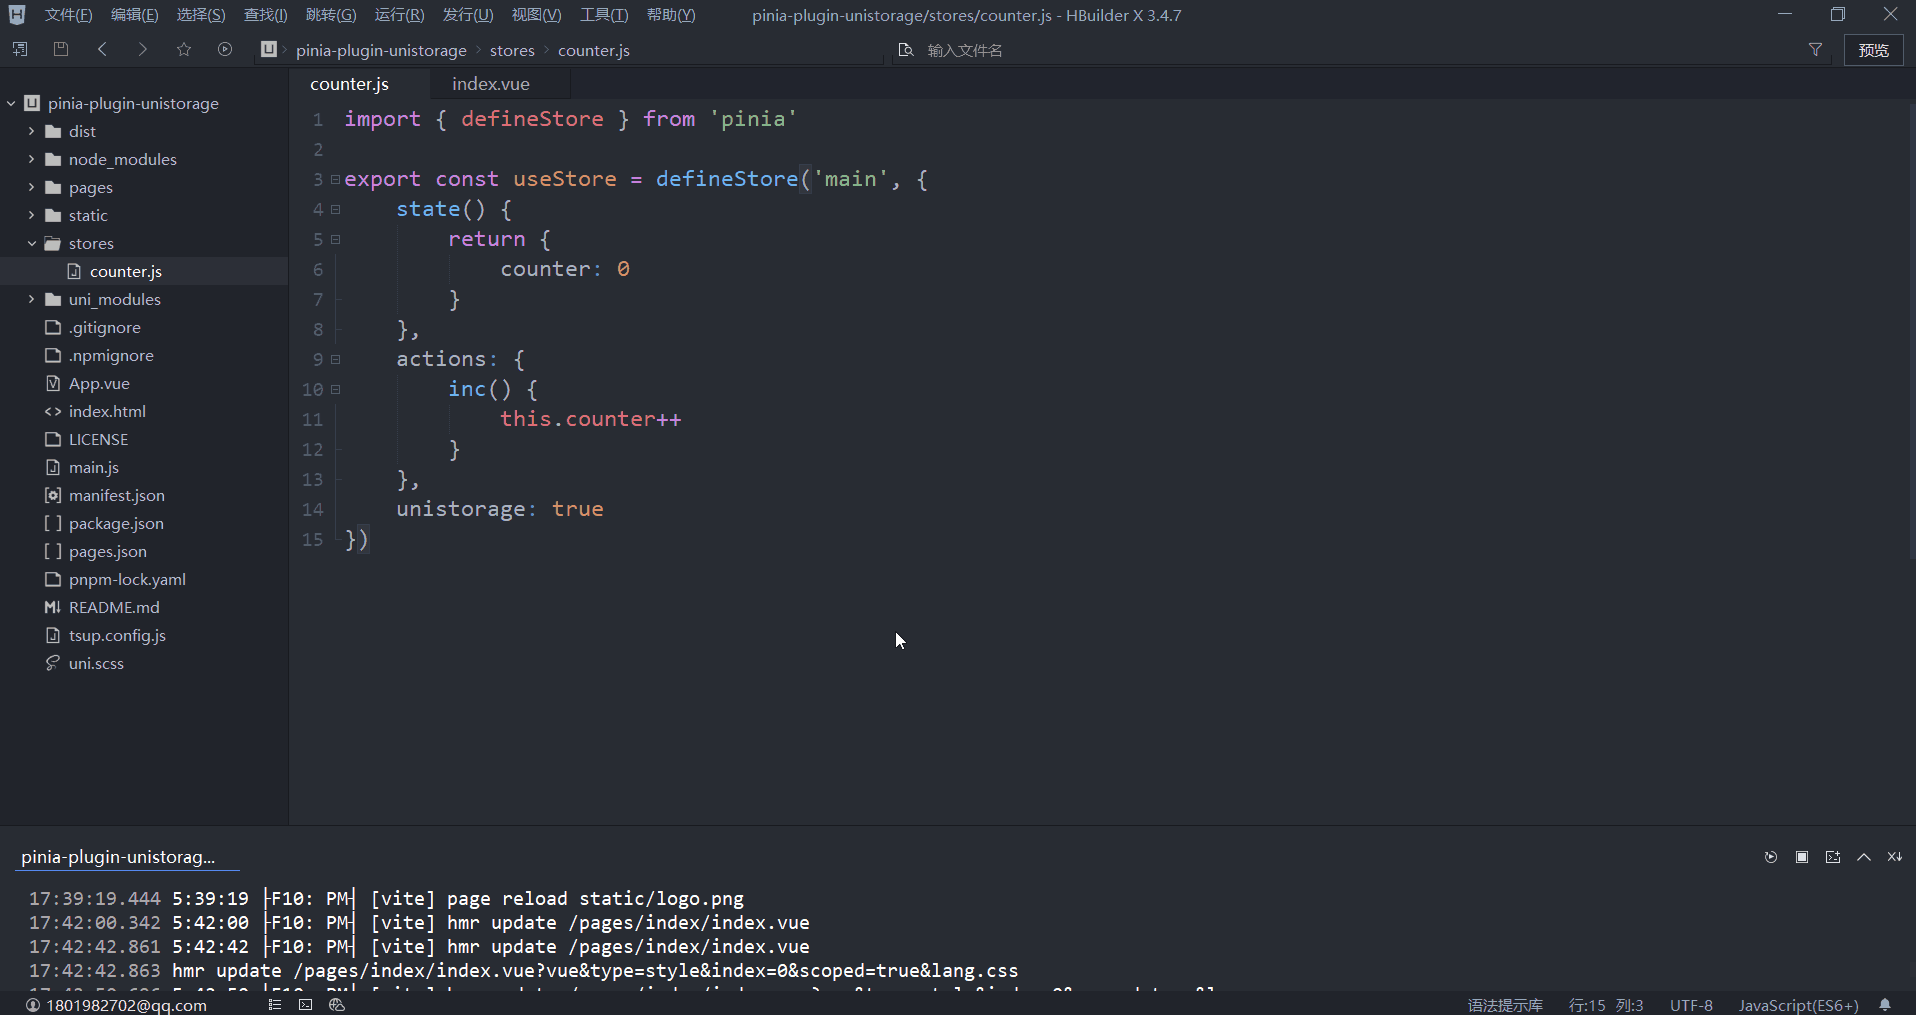 文件(F) 编辑(E) 选择(S) 查找(I) 跳转(G) 运行(R) 发行(U) 视图(V) 工具(T) 帮助(Y) pinia-plugin-unistorage/stores/counter.js - HBuilder X 3.4.7
pinia-plugin-unistorage stores counter.js 输入文件名 预览
pinia-plugin-unistorage
dist
node_modules
pages
static
stores
counter.js
uni_modules
.gitignore
.npmignore
App.vue
index.html
LICENSE
main.js
manifest.json
package.json
pages.json
pnpm-lock.yaml
README.md
tsup.config.js
uni.scss
counter.js index.vue
1 import { defineStore } from 'pinia'
2
3 export const useStore = defineStore('main', {
4 state() {
5 return {
6 counter: 0
7 }
8 },
9 actions: {
10 inc() {
11 this.counter++
12 }
13 },
14 unistorage: true
15 })
pinia-plugin-unistorag...
17:39:19.444 5:39:19 ├F10: PM┤ [vite] page reload static/logo.png
17:42:00.342 5:42:00 ├F10: PM┤ [vite] hmr update /pages/index/index.vue
17:42:42.861 5:42:42 ├F10: PM┤ [vite] hmr update /pages/index/index.vue
17:42:42.863 hmr update /pages/index/index.vue?vue&type=style&index=0&scoped=true&lang.css
1801982702@qq.com 语法提示库 行:15 列:3 UTF-8 JavaScript(ES6+)